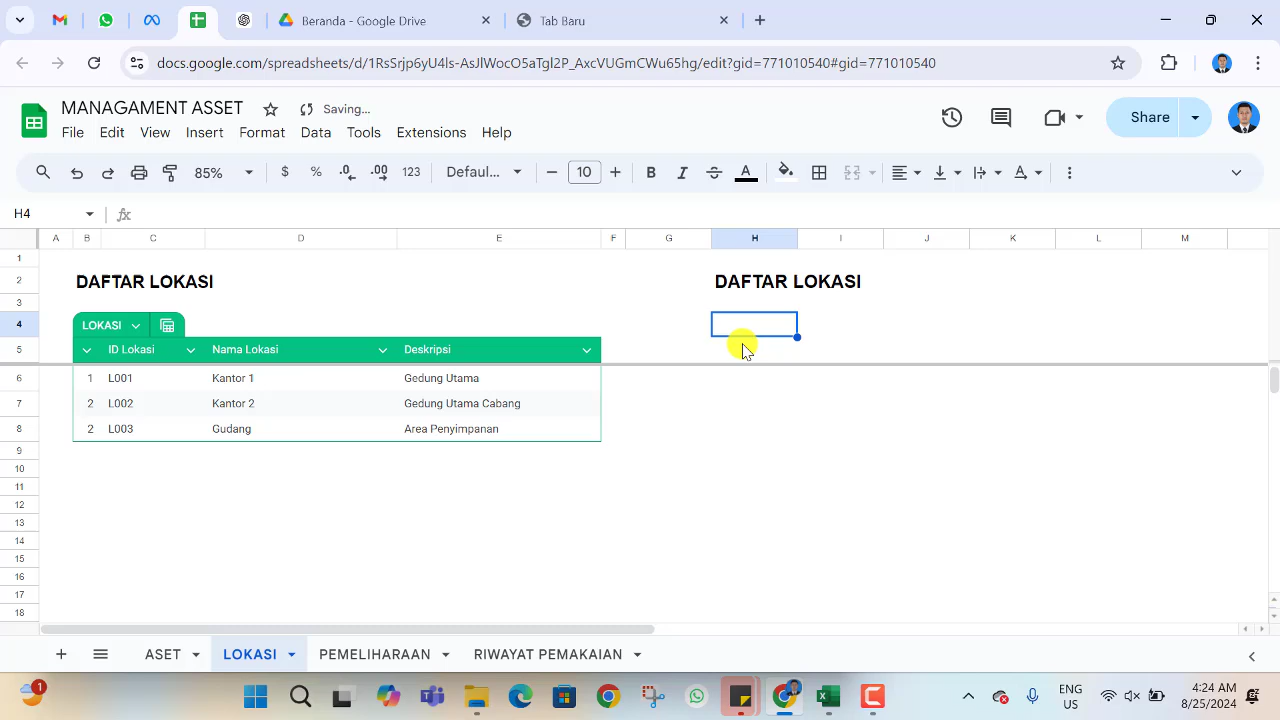 Beranda - Google Drive
Tab Baru
docs.google.com/spreadsheets/d/1RsSrjp6yU4ls-AsJlWocO5aTgl2P_AxcVUGmCWu65hg/edit?gid=771010540#gid=771010540
MANAGAMENT ASSET
Saving...
Share
File Edit View Insert Format Data Tools Extensions Help
85% $ % .0 .00 123 Defaul... 10 B I A
H4 fx
A B C D E F G H I J K L M
1
2 DAFTAR LOKASI DAFTAR LOKASI
3
4 LOKASI
5 ID Lokasi Nama Lokasi Deskripsi
6 1 L001 Kantor 1 Gedung Utama
7 2 L002 Kantor 2 Gedung Utama Cabang
8 2 L003 Gudang Area Penyimpanan
9
10
11
12
13
14
15
16
17
18
ASET LOKASI PEMELIHARAAN RIWAYAT PEMAKAIAN
1
ENG
US
4:24 AM
8/25/2024